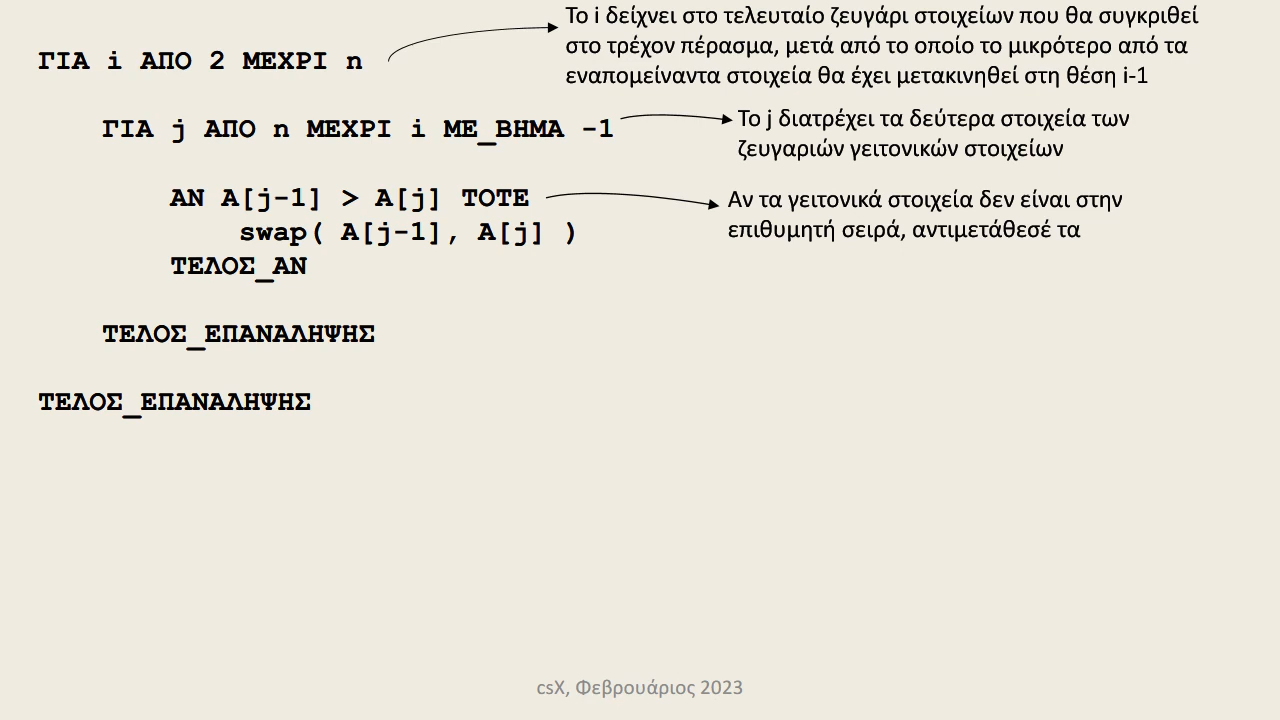 Το i δείχνει στο τελευταίο ζευγάρι στοιχείων που θα συγκριθεί
στο τρέχον πέρασμα, μετά από το οποίο το μικρότερο από τα
εναπομείναντα στοιχεία θα έχει μετακινηθεί στη θέση i-1
ΓΙΑ i ΑΠΟ 2 ΜΕΧΡΙ n
ΓΙΑ j ΑΠΟ n ΜΕΧΡΙ i ΜΕ_ΒΗΜΑ -1
Το j διατρέχει τα δεύτερα στοιχεία των
ζευγαριών γειτονικών στοιχείων
ΑΝ A[j-1] > A[j] ΤΟΤΕ
swap( A[j-1], A[j] )
ΤΕΛΟΣ_ΑΝ
Αν τα γειτονικά στοιχεία δεν είναι στην
επιθυμητή σειρά, αντιμετάθεσέ τα
ΤΕΛΟΣ_ΕΠΑΝΑΛΗΨΗΣ
ΤΕΛΟΣ_ΕΠΑΝΑΛΗΨΗΣ
csX, Φεβρουάριος 2023